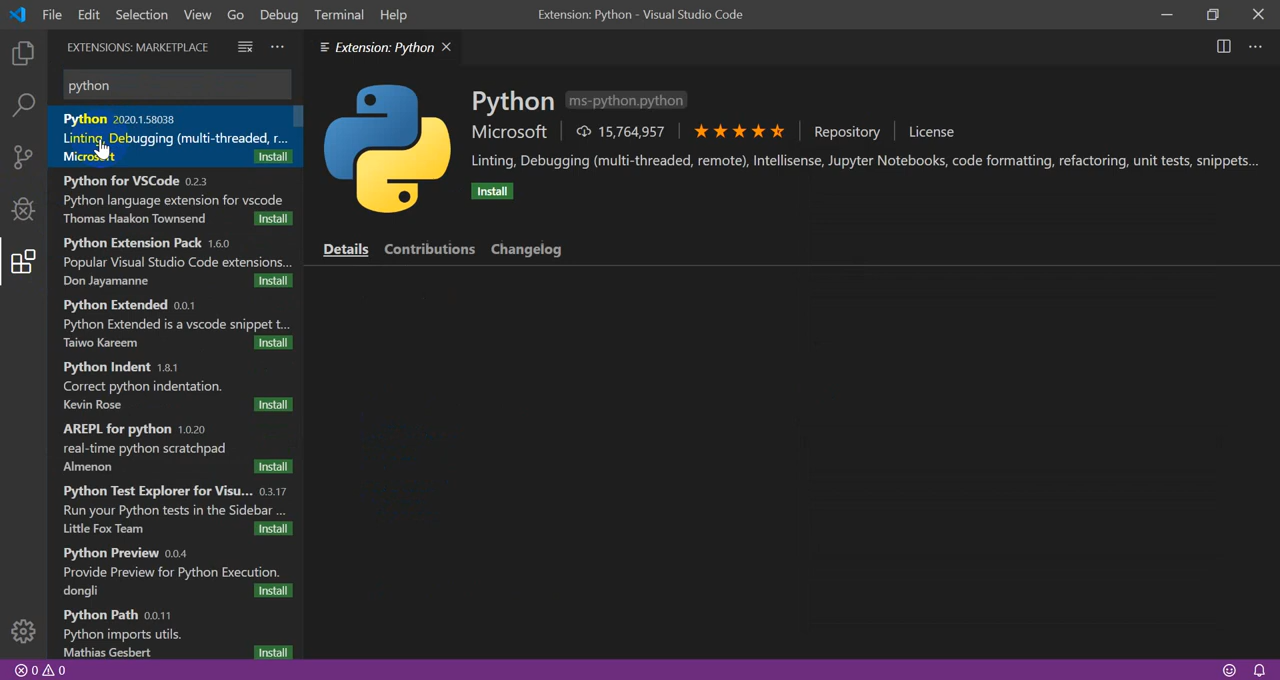 File Edit Selection View Go Debug Terminal Help Extension: Python - Visual Studio Code
EXTENSIONS: MARKETPLACE
python
Python 2020.1.58038
Linting, Debugging (multi-threaded, r...
Microsoft Install
Python for VSCode 0.2.3
Python language extension for vscode
Thomas Haakon Townsend Install
Python Extension Pack 1.6.0
Popular Visual Studio Code extensions...
Don Jayamanne Install
Python Extended 0.0.1
Python Extended is a vscode snippet t...
Taiwo Kareem Install
Python Indent 1.8.1
Correct python indentation.
Kevin Rose Install
AREPL for python 1.0.20
real-time python scratchpad
Almenon Install
Python Test Explorer for Visu... 0.3.17
Run your Python tests in the Sidebar ...
Little Fox Team Install
Python Preview 0.0.4
Provide Preview for Python Execution.
dongli Install
Python Path 0.0.11
Python imports utils.
Mathias Gesbert Install
Extension: Python
Python ms-python.python
Microsoft 15,764,957 Repository License
Linting, Debugging (multi-threaded, remote), Intellisense, Jupyter Notebooks, code formatting, refactoring, unit tests, snippets...
Install
Details Contributions Changelog
0 0